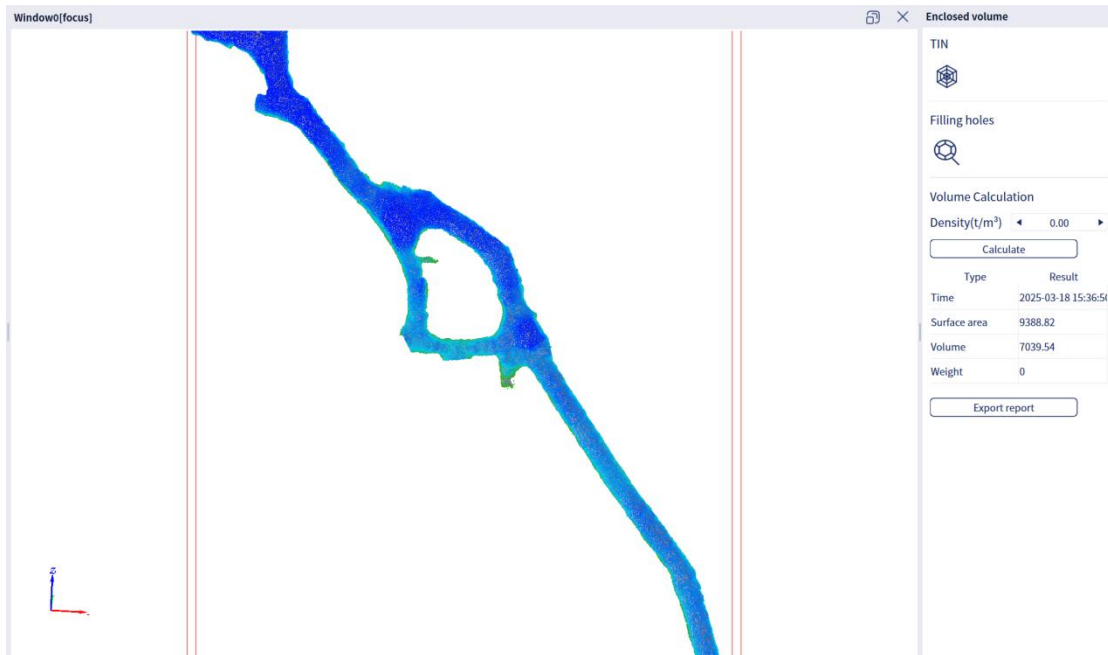 Window0[focus]
Enclosed volume
TIN
Filling holes
Volume Calculation
Density(t/m³) 0.00
Calculate
Type Result
Time 2025-03-18 15:36:50
Surface area 9388.82
Volume 7039.54
Weight 0
Export report
z